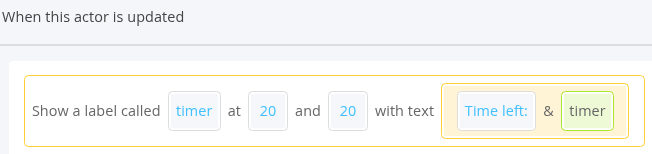 When this actor is updated
Show a label called timer at 20 and 20 with text Time left: & timer